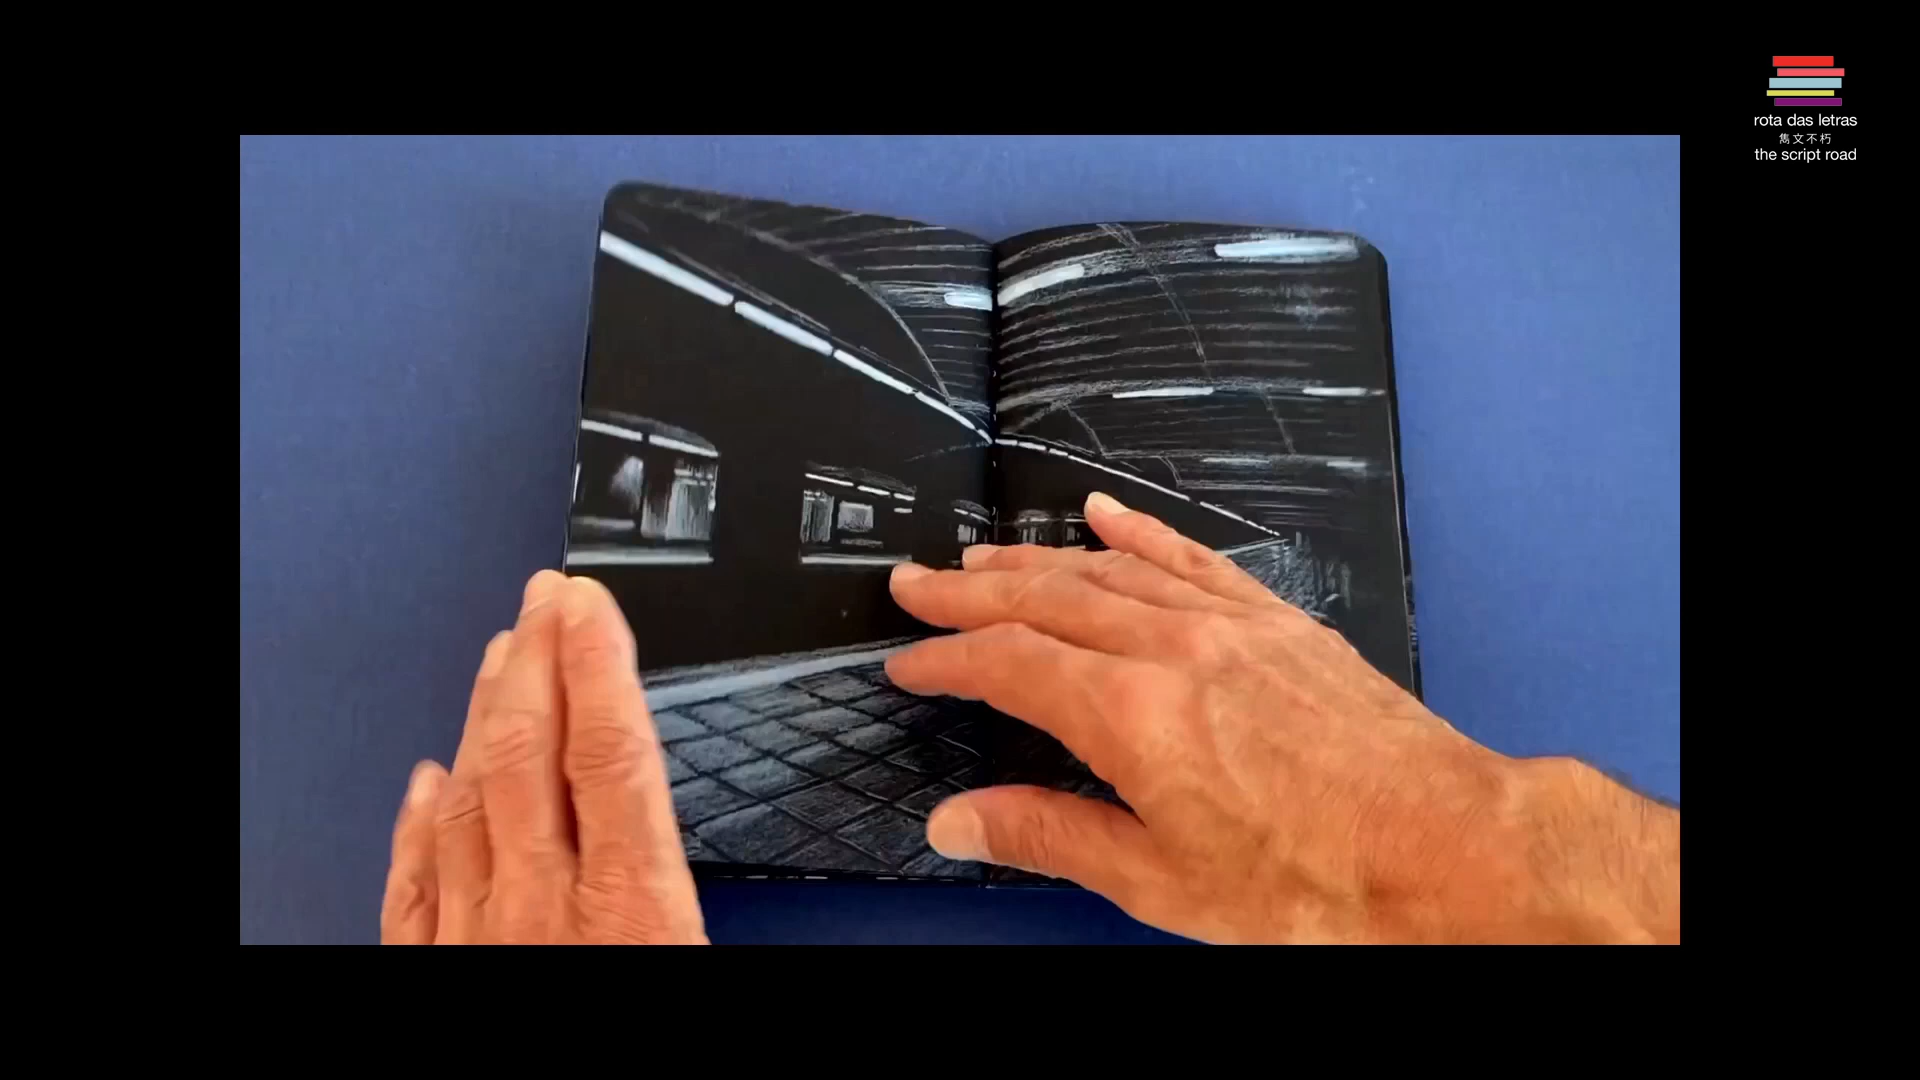 rota das letras
雋文不朽
the script road